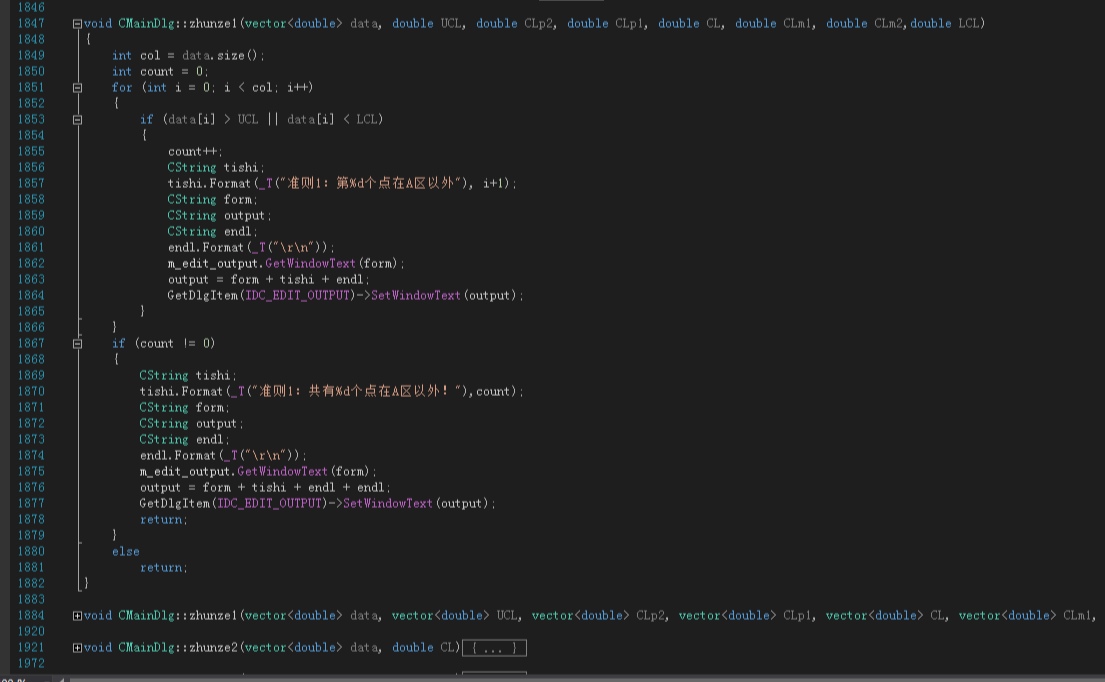 1846
1847 void CMainDlg::zhunze1(vector<double> data, double UCL, double CLp2, double CLp1, double CL, double CLm1, double CLm2,double LCL)
1848 {
1849 int col = data.size();
1850 int count = 0;
1851 for (int i = 0; i < col; i++)
1852 {
1853 if (data[i] > UCL || data[i] < LCL)
1854 {
1855 count++;
1856 CString tishi;
1857 tishi.Format(_T("准则1: 第%d个点在A区以外"), i+1);
1858 CString form;
1859 CString output;
1860 CString endl;
1861 endl.Format(_T("\r\n"));
1862 m_edit_output.GetWindowText(form);
1863 output = form + tishi + endl;
1864 GetDlgItem(IDC_EDIT_OUTPUT)->SetWindowText(output);
1865 }
1866 }
1867 if (count != 0)
1868 {
1869 CString tishi;
1870 tishi.Format(_T("准则1: 共有%d个点在A区以外! "),count);
1871 CString form;
1872 CString output;
1873 CString endl;
1874 endl.Format(_T("\r\n"));
1875 m_edit_output.GetWindowText(form);
1876 output = form + tishi + endl + endl;
1877 GetDlgItem(IDC_EDIT_OUTPUT)->SetWindowText(output);
1878 return;
1879 }
1880 else
1881 return;
1882 }
1883
1884 void CMainDlg::zhunze1(vector<double> data, vector<double> UCL, vector<double> CLp2, vector<double> CLp1, vector<double> CL, vector<double> CLm1,
1920
1921 void CMainDlg::zhunze2(vector<double> data, double CL){ ... }
1972